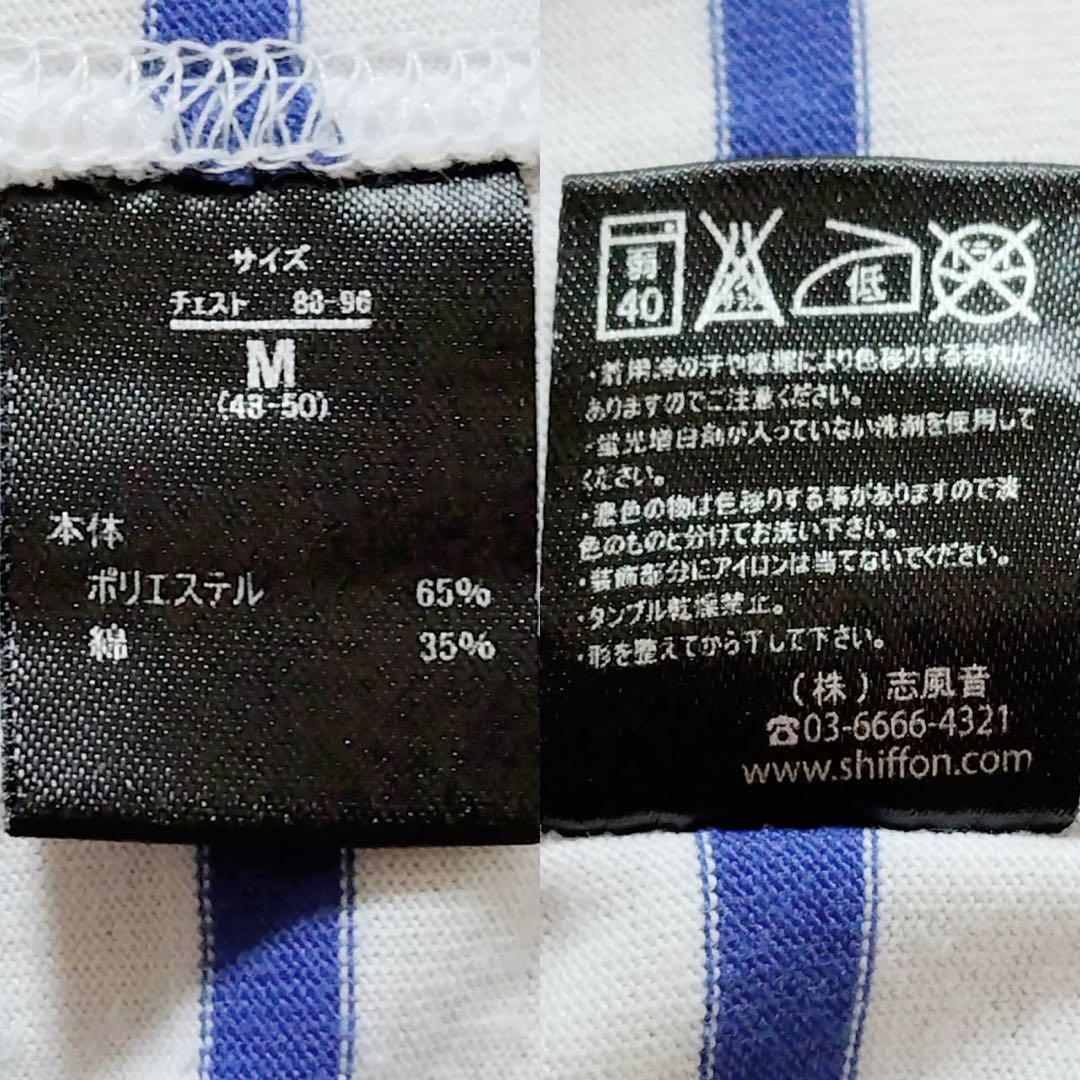 サイズ
チェスト 88-96
M
(48-50)
本体
ポリエステル 65%
綿 35%
弱
40
低
・着用時の汗や摩擦により色移りする恐れが
ありますのでご注意ください。
・蛍光増白剤が入っていない洗剤を使用して
ください。
・濃色の物は色移りする事がありますので淡
色のものと分けてお洗い下さい。
・装飾部分にアイロンは当てないでください。
・タンブル乾燥禁止。
・形を整えてから干して下さい。
(株)志風音
☎03-6666-4321
www.shiffon.com